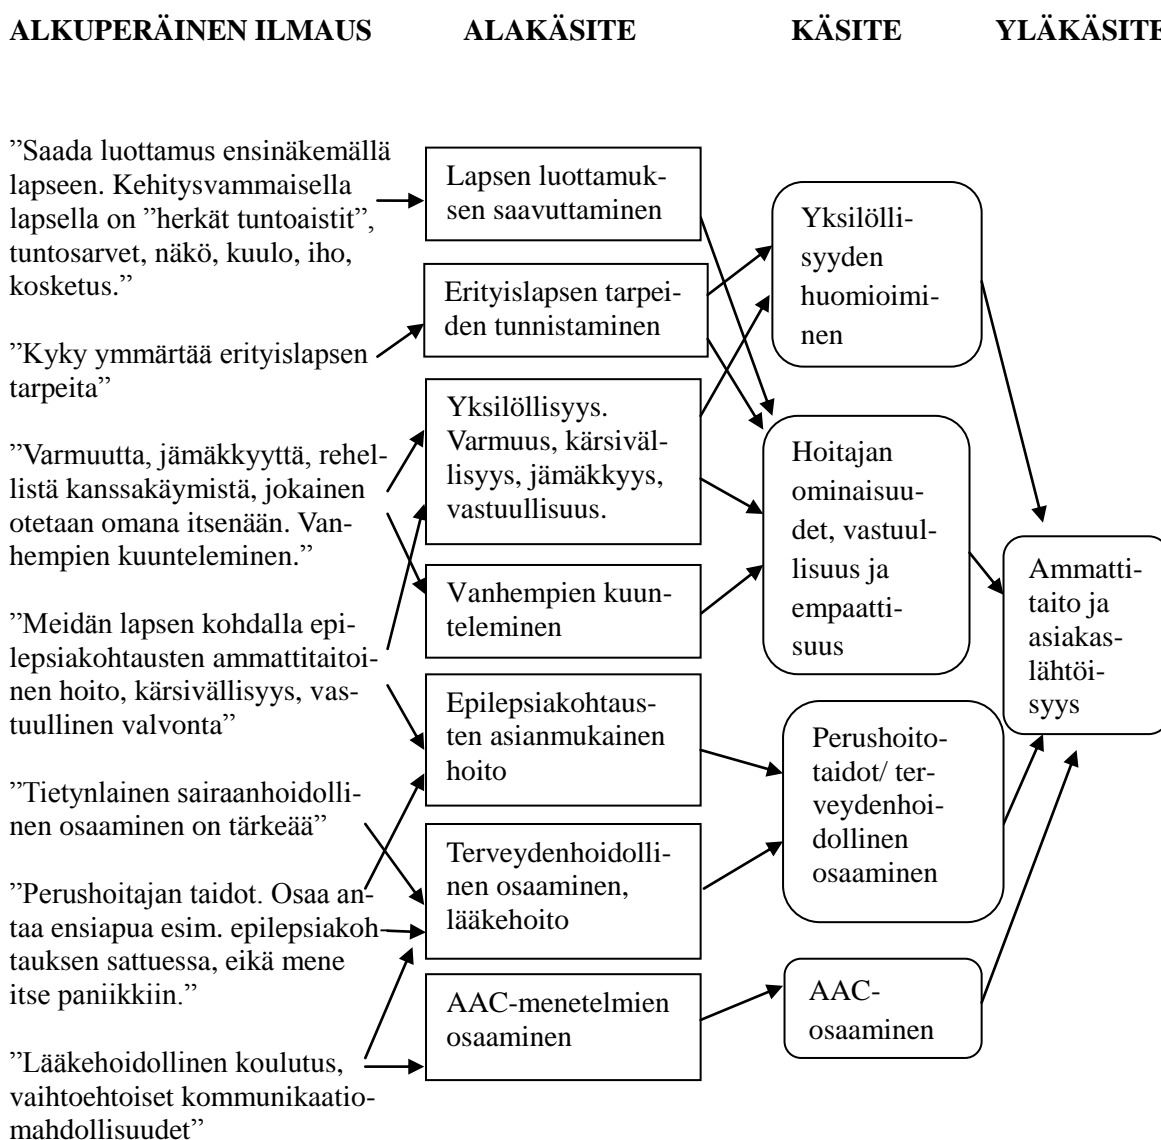 ALKUPERÄINEN ILMAUS ALAKÄSITE KÄSITE YLÄKÄSITE
”Saada luottamus ensinäkemällä
lapseen. Kehitysvammaisella
lapsella on ”herkät tuntoaistit”,
tuntosarvet, näkö, kuulo, iho,
kosketus.”
”Kyky ymmärtää erityislapsen
tarpeita”
”Varmuutta, jämäkkyyttä, rehel-
listä kanssakäymistä, jokainen
otetaan omana itsenään. Van-
hempien kuunteleminen.”
”Meidän lapsen kohdalla epi-
lepsiakohtausten ammattitaitoi-
nen hoito, kärsivällisyys, vas-
tuullinen valvonta”
”Tietynlainen sairaanhoidolli-
nen osaaminen on tärkeää”
”Perushoitajan taidot. Osaa an-
taa ensiapua esim. epilepsiakoh-
tauksen sattuessa, eikä mene
itse paniikkiin.”
”Lääkehoidollinen koulutus,
vaihtoehtoiset kommunikaatio-
mahdollisuudet”
Lapsen luottamuk-
sen saavuttaminen
Erityislapsen tarpei-
den tunnistaminen
Yksilöllisyys.
Varmuus, kärsiväl-
lisyys, jämäkkyys,
vastuullisuus.
Vanhempien kuun-
teleminen
Epilepsiakohtaus-
ten asianmukainen
hoito
Terveydenhoidolli-
nen osaaminen,
lääkehoito
AAC-menetelmien
osaaminen
Yksilölli-
syyden
huomioimi-
nen
Hoitajan
ominaisuu-
det, vastuul-
lisuus ja
empaatti-
suus
Perushoito-
taidot/ ter-
veydenhoi-
dollinen
osaaminen
AAC-
osaaminen
Ammatti-
taito ja
asiakas-
lähtöi-
syys